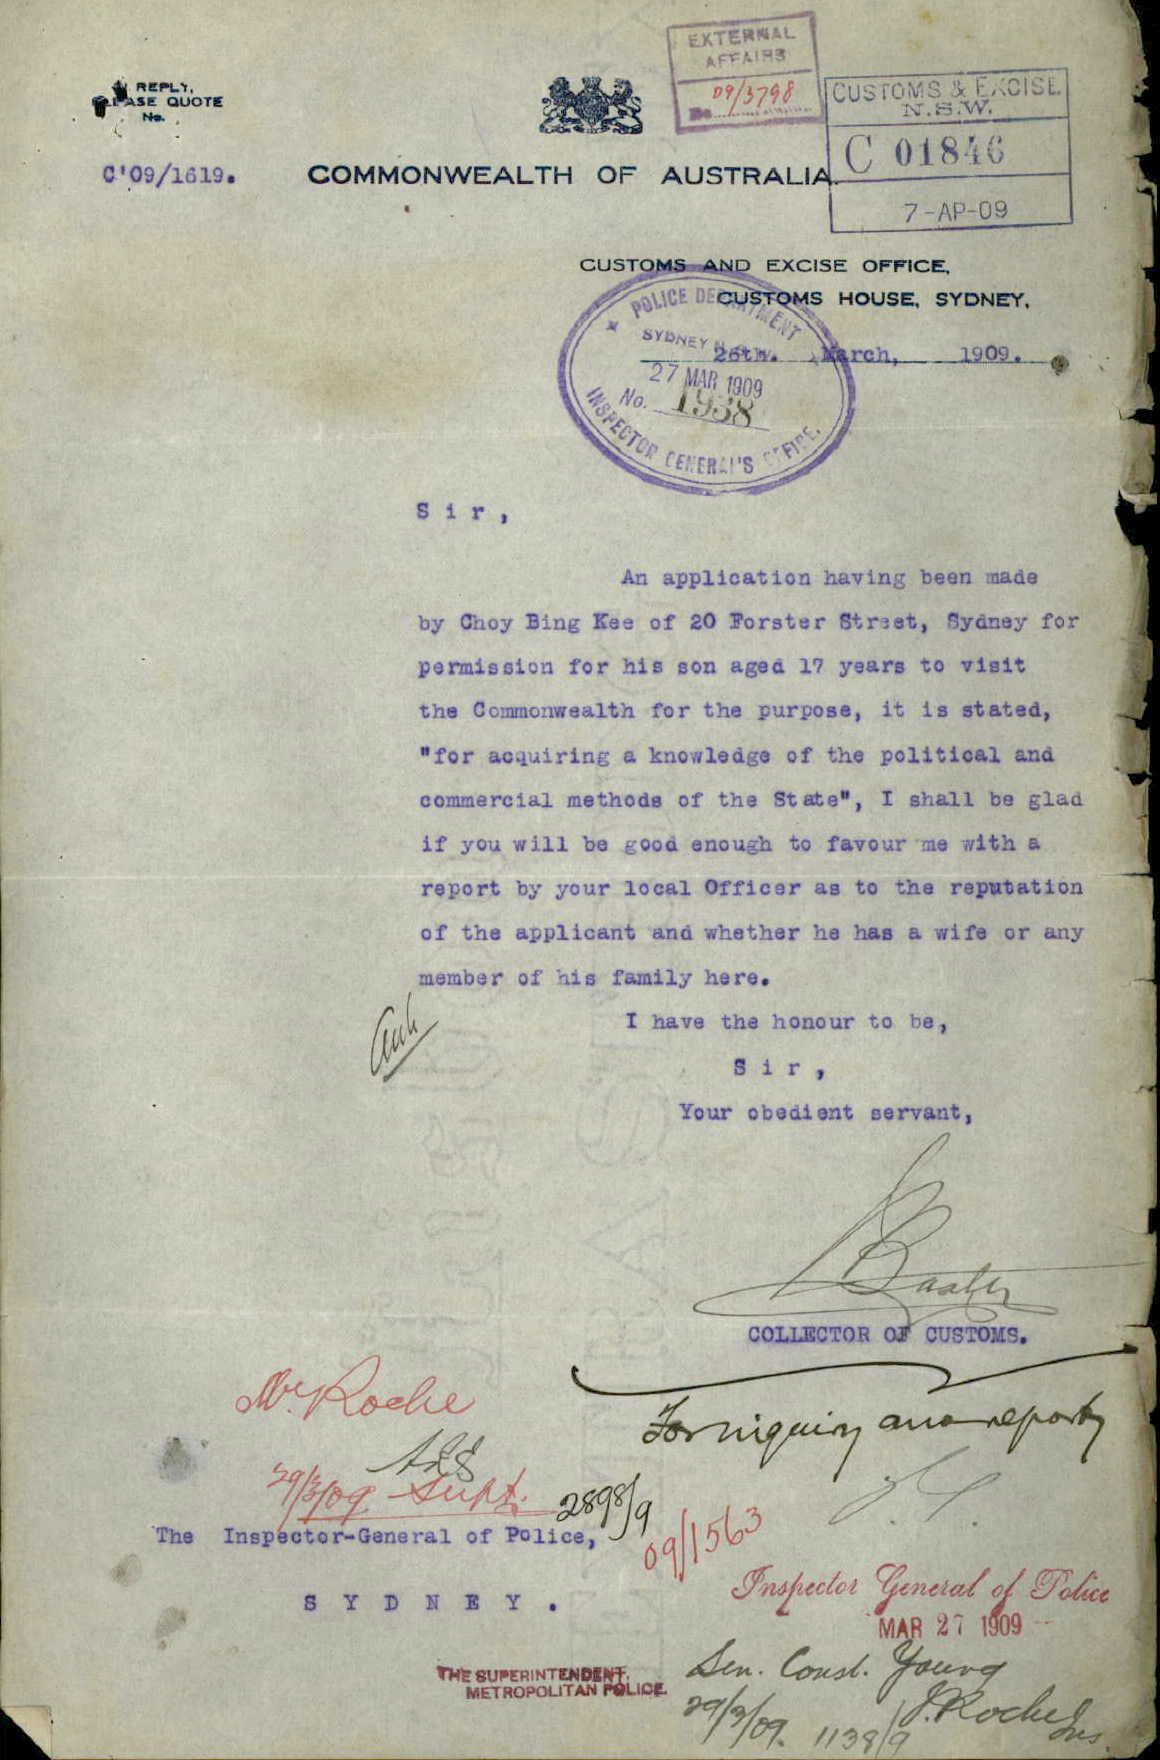 REPLY,
PLEASE QUOTE
No.
C'09/1619.
EXTERNAL
AFFAIRS
No 09/3798
CUSTOMS & EXCISE
N.S.W.
C 01846
7-AP-09
COMMONWEALTH OF AUSTRALIA.
CUSTOMS AND EXCISE OFFICE,
CUSTOMS HOUSE, SYDNEY,
26th. March, 1909.
POLICE DEPARTMENT
SYDNEY N.S.W.
27 MAR 1909
No. 1938
INSPECTOR GENERAL'S OFFICE.
Sir,
An application having been made
by Choy Bing Kee of 20 Forster Street, Sydney for
permission for his son aged 17 years to visit
the Commonwealth for the purpose, it is stated,
"for acquiring a knowledge of the political and
commercial methods of the State", I shall be glad
if you will be good enough to favour me with a
report by your local Officer as to the reputation
of the applicant and whether he has a wife or any
member of his family here.
I have the honour to be,
Sir,
Your obedient servant,
COLLECTOR OF CUSTOMS.
For inquiry and report
Mr Roche
29/3/09 Supt.
2898/9
The Inspector-General of Police,
09/1563
SYDNEY.
Inspector General of Police
MAR 27 1909
THE SUPERINTENDENT,
METROPOLITAN POLICE
Sen. Const. Young
J. Roche Ins.
29/3/09. 1138/9